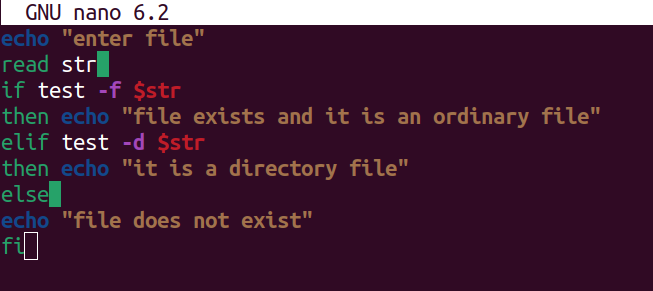 GNU nano 6.2
echo "enter file"
read str
if test -f $str
then echo "file exists and it is an ordinary file"
elif test -d $str
then echo "it is a directory file"
else
echo "file does not exist"
fi